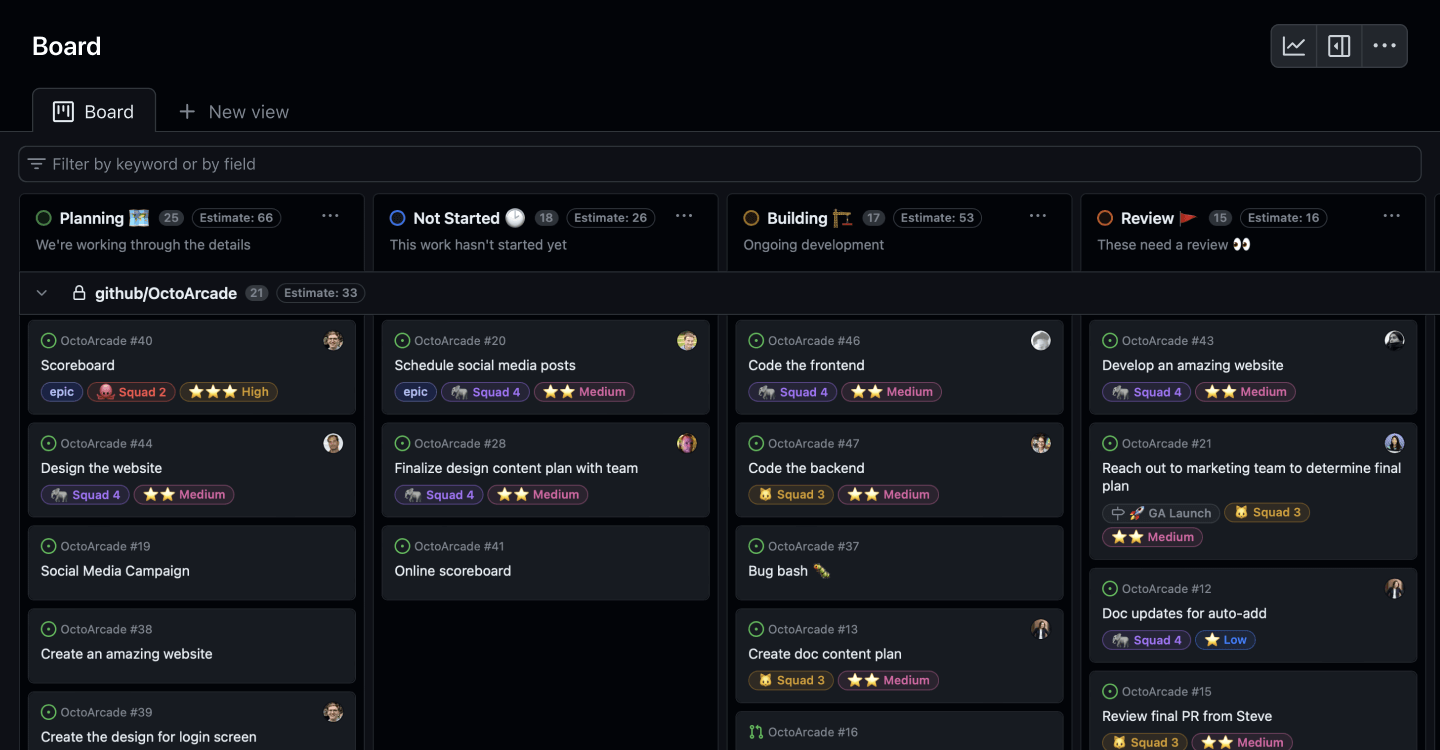 Board
Board
New view
Filter by keyword or by field
Planning 25 Estimate: 66
We're working through the details
Not Started 18 Estimate: 26
This work hasn't started yet
Building 17 Estimate: 53
Ongoing development
Review 15 Estimate: 16
These need a review
github/OctoArcade 21 Estimate: 33
OctoArcade #40
Scoreboard
epic Squad 2 High
OctoArcade #44
Design the website
Squad 4 Medium
OctoArcade #19
Social Media Campaign
OctoArcade #38
Create an amazing website
OctoArcade #39
Create the design for login screen
OctoArcade #20
Schedule social media posts
epic Squad 4 Medium
OctoArcade #28
Finalize design content plan with team
Squad 4 Medium
OctoArcade #41
Online scoreboard
OctoArcade #46
Code the frontend
Squad 4 Medium
OctoArcade #47
Code the backend
Squad 3 Medium
OctoArcade #37
Bug bash
OctoArcade #13
Create doc content plan
Squad 3 Medium
OctoArcade #16
OctoArcade #43
Develop an amazing website
Squad 4 Medium
OctoArcade #21
Reach out to marketing team to determine final
plan
GA Launch Squad 3
Medium
OctoArcade #12
Doc updates for auto-add
Squad 4 Low
OctoArcade #15
Review final PR from Steve
Squad 3 Medium